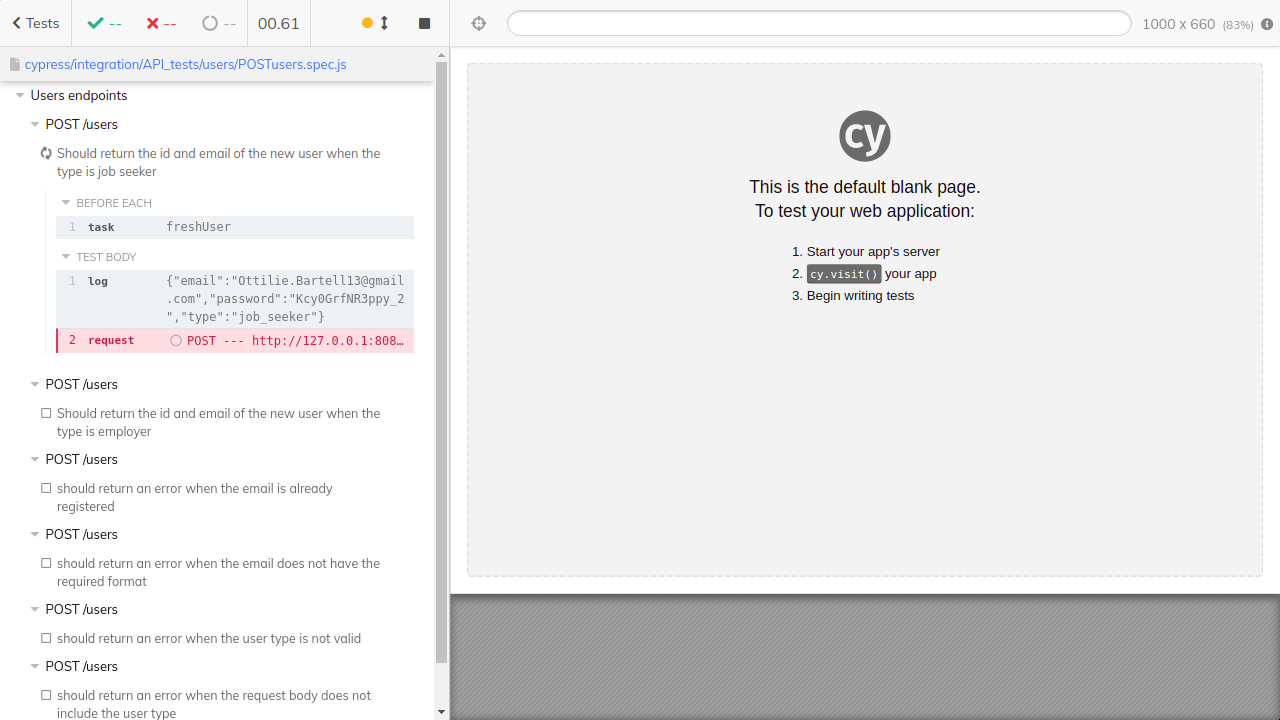 Tests
--
--
--
00.61
1000 x 660 (83%)
cypress/integration/API_tests/users/POSTusers.spec.js
Users endpoints
POST /users
Should return the id and email of the new user when the
type is job seeker
BEFORE EACH
1 task freshUser
TEST BODY
1 log {"email":"Ottilie.Bartell13@gmail
.com","password":"Kcy0GrfNR3ppy_2
","type":"job_seeker"}
2 request POST --- http://127.0.0.1:808…
POST /users
Should return the id and email of the new user when the
type is employer
POST /users
should return an error when the email is already
registered
POST /users
should return an error when the email does not have the
required format
POST /users
should return an error when the user type is not valid
POST /users
should return an error when the request body does not
include the user type
cy
This is the default blank page.
To test your web application:
1. Start your app's server
2. cy.visit() your app
3. Begin writing tests